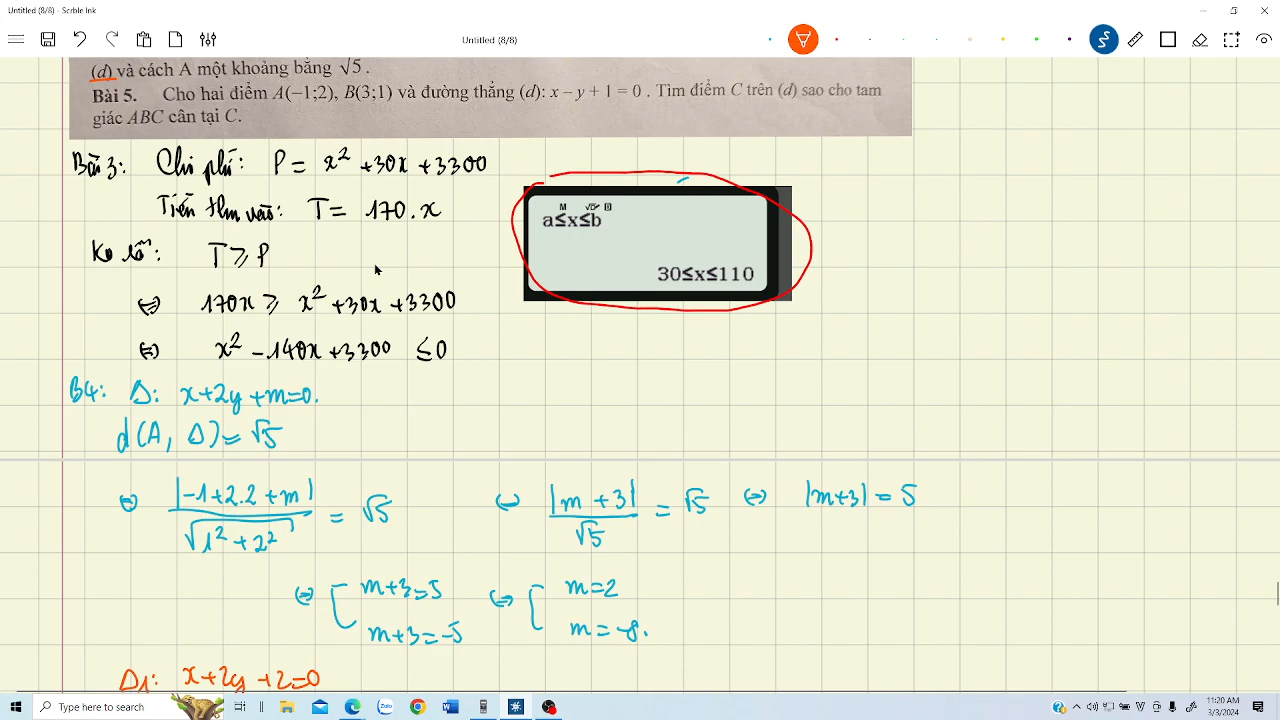 Untitled (8/8) - Scrble Ink
Untitled (8/8)
(d) và cách A một khoảng bằng √5 .
Bài 5. Cho hai điểm A(−1;2), B(3;1) và đường thẳng (d): x − y + 1 = 0 . Tìm điểm C trên (d) sao cho tam
giác ABC cân tại C.
Bài 3: Chi phí: P = x² + 30x + 3300
Tiền thu vào: T = 170.x
Ko lỗ: T ≥ P
⇔ 170x ≥ x² + 30x + 3300
⇔ x² − 140x + 3300 ≤ 0
a≤x≤b
30≤x≤110
B4: Δ: x + 2y + m = 0.
d(A, Δ) = √5
⇔ |−1 + 2.2 + m| / √(1² + 2²) = √5 ⇔ |m + 3| / √5 = √5 ⇔ |m+3| = 5
⇔ [ m+3 = 5 ⇔ [ m = 2
m+3 = −5 m = −8.
Δ1: x + 2y + 2 = 0
Type here to search
Zalo
11:20 AM
3/3/2024